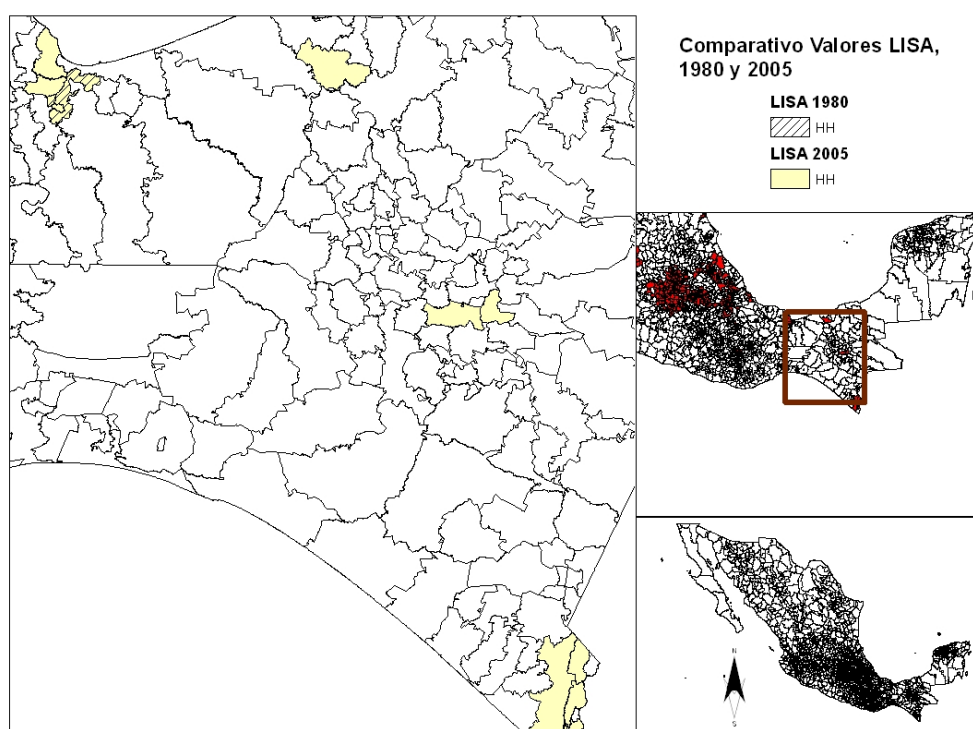 Comparativo Valores LISA,
1980 y 2005
LISA 1980
HH
LISA 2005
HH
N
S